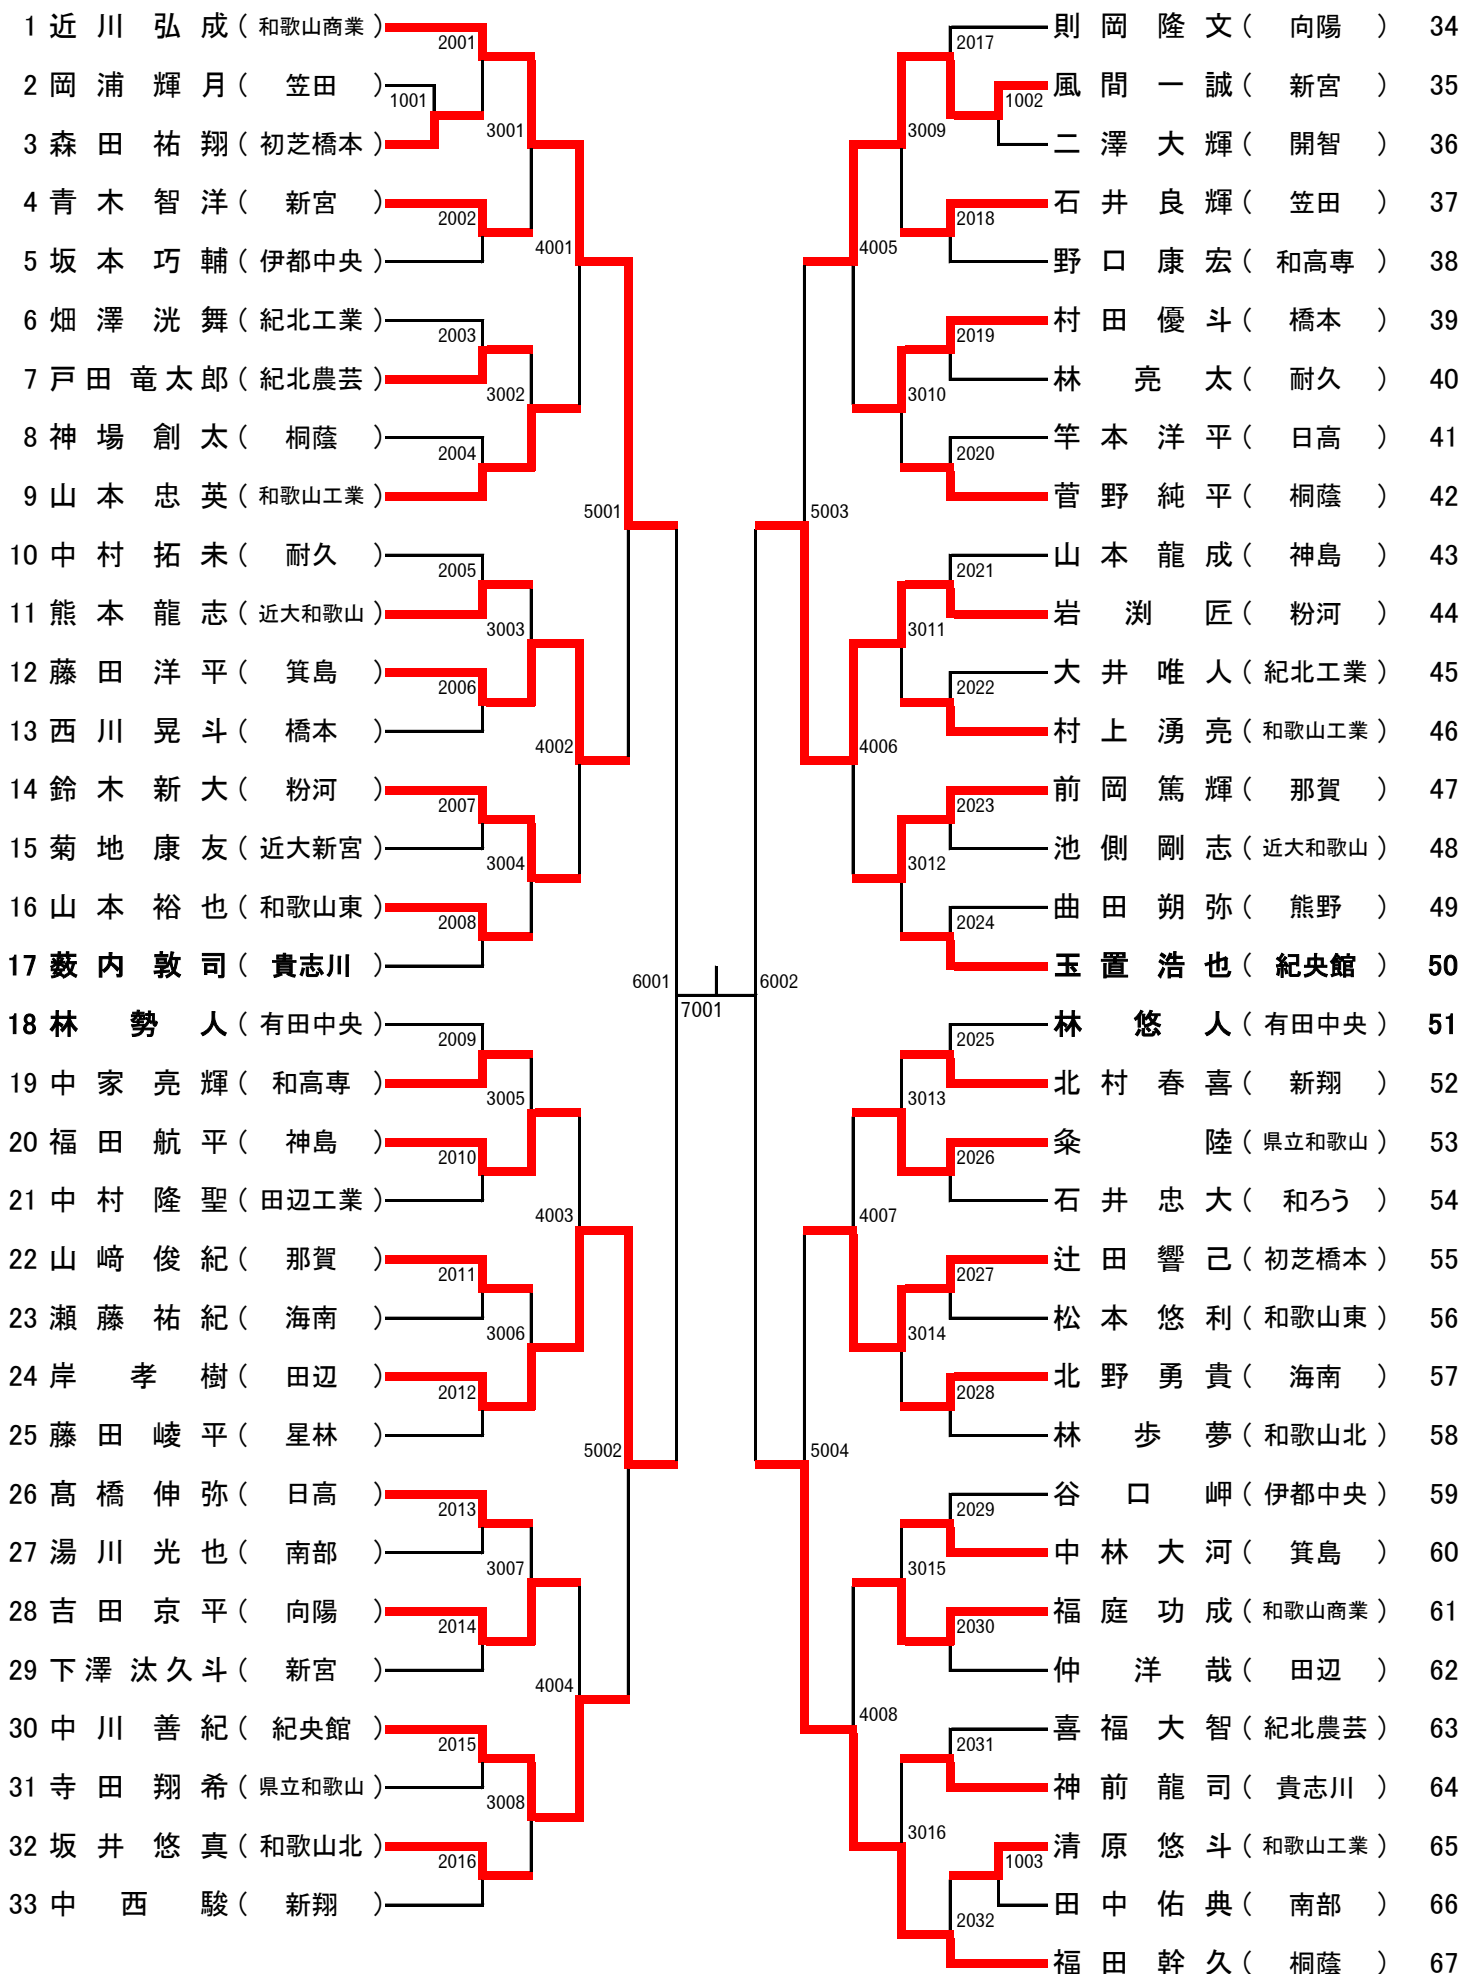 1 近川 弘成 ( 和歌山商業 )
2001
2 岡浦 輝月 ( 笠田 )
1001
3001
3 森田 祐翔 ( 初芝橋本 )
4 青木 智洋 ( 新宮 )
2002
4001
5 坂本 巧輔 ( 伊都中央 )
6 畑澤 洸舞 ( 紀北工業 )
2003
7 戸田 竜太郎 ( 紀北農芸 )
3002
8 神場 創太 ( 桐蔭 )
2004
9 山本 忠英 ( 和歌山工業 )
5001
10 中村 拓未 ( 耐久 )
2005
11 熊本 龍志 ( 近大和歌山 )
3003
12 藤田 洋平 ( 箕島 )
2006
13 西川 晃斗 ( 橋本 )
4002
14 鈴木 新大 ( 粉河 )
2007
15 菊地 康友 ( 近大新宮 )
3004
16 山本 裕也 ( 和歌山東 )
2008
17 薮内 敦司 ( 貴志川 )
6001
7001
18 林 勢人 ( 有田中央 )
2009
19 中家 亮輝 ( 和高専 )
3005
20 福田 航平 ( 神島 )
2010
21 中村 隆聖 ( 田辺工業 )
4003
22 山﨑 俊紀 ( 那賀 )
2011
23 瀬藤 祐紀 ( 海南 )
3006
24 岸 孝樹 ( 田辺 )
2012
25 藤田 崚平 ( 星林 )
5002
26 髙橋 伸弥 ( 日高 )
2013
27 湯川 光也 ( 南部 )
3007
28 吉田 京平 ( 向陽 )
2014
29 下澤 汰久斗 ( 新宮 )
4004
30 中川 善紀 ( 紀央館 )
2015
31 寺田 翔希 ( 県立和歌山 )
3008
32 坂井 悠真 ( 和歌山北 )
2016
33 中西 駿 ( 新翔 )
則岡 隆文 ( 向陽 ) 34
2017
風間 一誠 ( 新宮 ) 35
1002
3009
二澤 大輝 ( 開智 ) 36
石井 良輝 ( 笠田 ) 37
2018
4005
野口 康宏 ( 和高専 ) 38
村田 優斗 ( 橋本 ) 39
2019
林 亮太 ( 耐久 ) 40
3010
竿本 洋平 ( 日高 ) 41
2020
菅野 純平 ( 桐蔭 ) 42
5003
山本 龍成 ( 神島 ) 43
2021
岩渕 匠 ( 粉河 ) 44
3011
大井 唯人 ( 紀北工業 ) 45
2022
村上 湧亮 ( 和歌山工業 ) 46
4006
前岡 篤輝 ( 那賀 ) 47
2023
池側 剛志 ( 近大和歌山 ) 48
3012
曲田 朔弥 ( 熊野 ) 49
2024
玉置 浩也 ( 紀央館 ) 50
6002
林 悠人 ( 有田中央 ) 51
2025
北村 春喜 ( 新翔 ) 52
3013
粂 陸 ( 県立和歌山 ) 53
2026
石井 忠大 ( 和ろう ) 54
4007
辻田 響己 ( 初芝橋本 ) 55
2027
松本 悠利 ( 和歌山東 ) 56
3014
北野 勇貴 ( 海南 ) 57
2028
林 歩夢 ( 和歌山北 ) 58
5004
谷口 岬 ( 伊都中央 ) 59
2029
中林 大河 ( 箕島 ) 60
3015
福庭 功成 ( 和歌山商業 ) 61
2030
仲 洋哉 ( 田辺 ) 62
4008
喜福 大智 ( 紀北農芸 ) 63
2031
神前 龍司 ( 貴志川 ) 64
3016
清原 悠斗 ( 和歌山工業 ) 65
1003
田中 佑典 ( 南部 ) 66
2032
福田 幹久 ( 桐蔭 ) 67